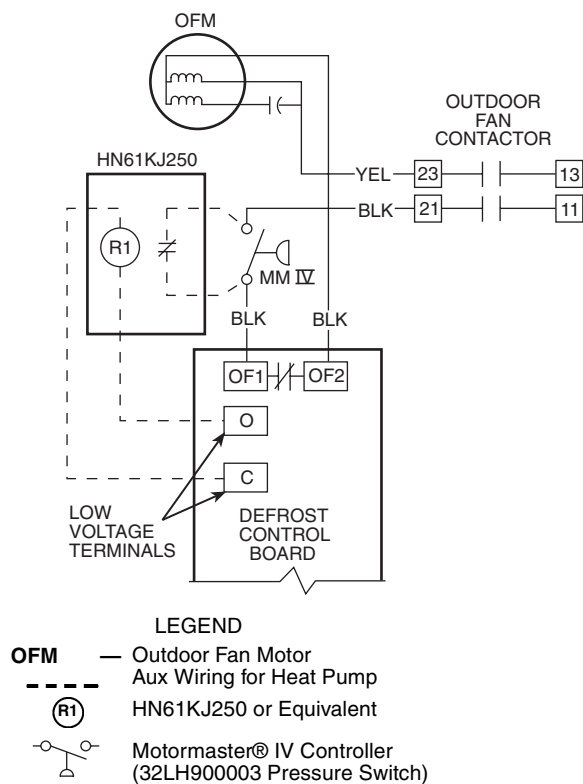 OFM
OUTDOOR
FAN
CONTACTOR
HN61KJ250
YEL
23
13
BLK
21
11
R1
MM IV
BLK
BLK
OF1
OF2
O
C
LOW
VOLTAGE
TERMINALS
DEFROST
CONTROL
BOARD
LEGEND
OFM — Outdoor Fan Motor
Aux Wiring for Heat Pump
R1 HN61KJ250 or Equivalent
Motormaster® IV Controller
(32LH900003 Pressure Switch)